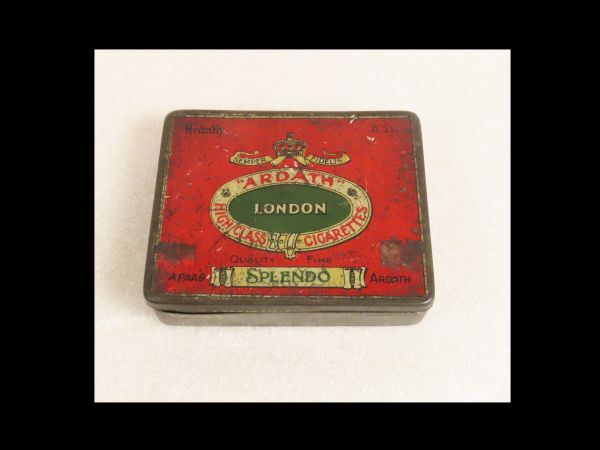 Ardath
SEMPER FIDELIS
"ARDATH"
LONDON
HIGH CLASS CIGARETTES
QUALITY FINE
SPLENDO
ARDATH